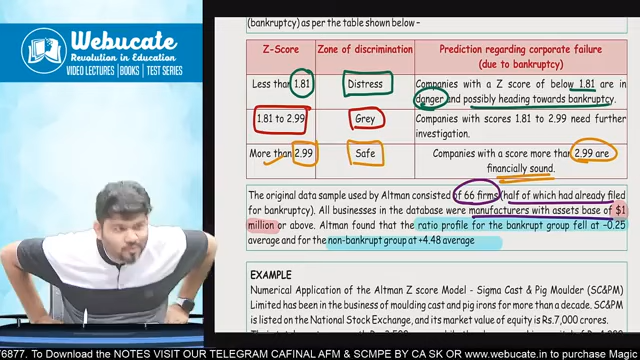 (bankruptcy) as per the table shown below –
Webucate
Revolution in Education
VIDEO LECTURES | BOOKS | TEST SERIES
Z-Score
Zone of discrimination
Prediction regarding corporate failure
(due to bankruptcy)
Less than 1.81
Distress
Companies with a Z score of below 1.81 are in
danger and possibly heading towards bankruptcy.
1.81 to 2.99
Grey
Companies with scores 1.81 to 2.99 need further
investigation.
More than 2.99
Safe
Companies with a score more than 2.99 are
financially sound.
The original data sample used by Altman consisted of 66 firms (half of which had already filed
for bankruptcy). All businesses in the database were manufacturers with assets base of $1
million or above. Altman found that the ratio profile for the bankrupt group fell at –0.25
average and for the non-bankrupt group at +4.48 average
EXAMPLE
Numerical Application of the Altman Z score Model - Sigma Cast & Pig Moulder (SC&PM)
Limited has been in the business of moulding cast and pig irons for more than a decade. SC&PM
is listed on the National Stock Exchange, and its market value of equity is Rs.7,000 crores.
76877. To Download the NOTES VISIT OUR TELEGRAM CAFINAL AFM & SCMPE BY CA SK OR www.webucate.in to purchase Magic